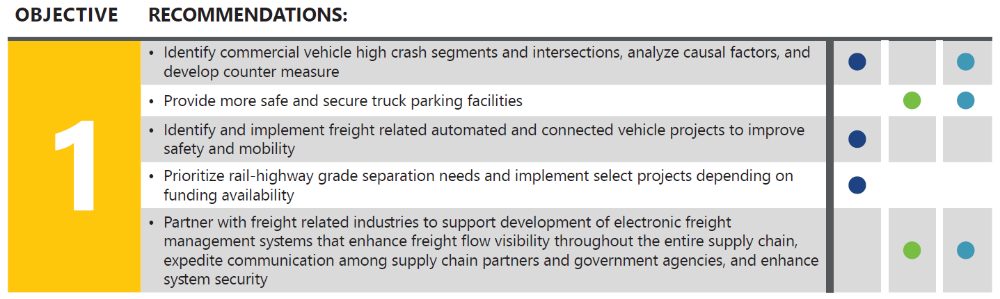 OBJECTIVE RECOMMENDATIONS:
1
• Identify commercial vehicle high crash segments and intersections, analyze causal factors, and
develop counter measure
• Provide more safe and secure truck parking facilities
• Identify and implement freight related automated and connected vehicle projects to improve
safety and mobility
• Prioritize rail-highway grade separation needs and implement select projects depending on
funding availability
• Partner with freight related industries to support development of electronic freight
management systems that enhance freight flow visibility throughout the entire supply chain,
expedite communication among supply chain partners and government agencies, and enhance
system security